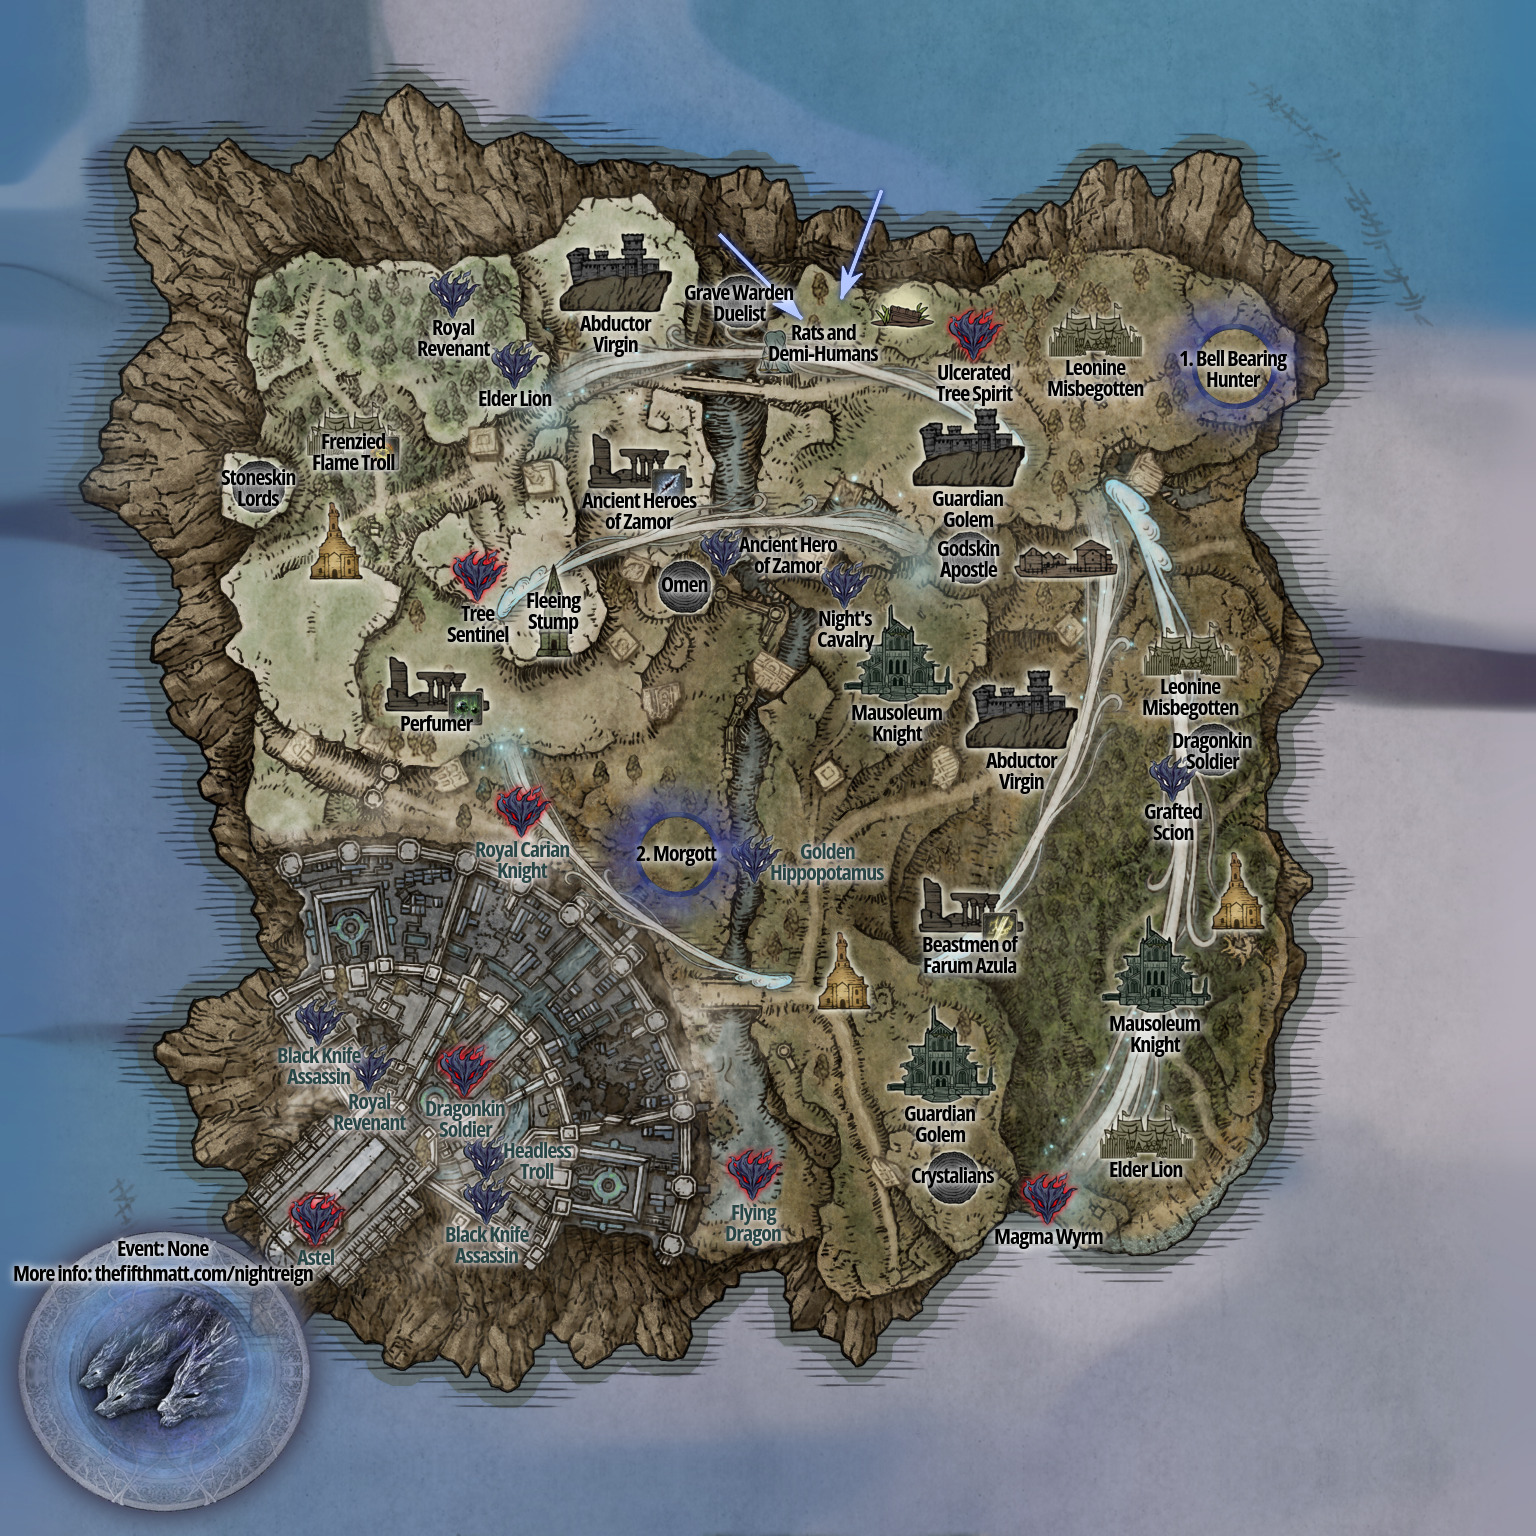 Grave Warden
Duelist
Royal
Revenant
Abductor
Virgin
Rats and
Demi-Humans
Ulcerated
Tree Spirit
Leonine
Misbegotten
1. Bell Bearing
Hunter
Elder Lion
Frenzied
Flame Troll
Stoneskin
Lords
Ancient Heroes
of Zamor
Guardian
Golem
Ancient Hero
of Zamor
Godskin
Apostle
Omen
Tree
Sentinel
Fleeing
Stump
Night's
Cavalry
Leonine
Misbegotten
Perfumer
Mausoleum
Knight
Abductor
Virgin
Dragonkin
Soldier
Grafted
Scion
Royal Carian
Knight
2. Morgott
Golden
Hippopotamus
Beastmen of
Farum Azula
Mausoleum
Knight
Black Knife
Assassin
Royal
Revenant
Dragonkin
Soldier
Guardian
Golem
Headless
Troll
Elder Lion
Crystalians
Flying
Dragon
Black Knife
Assassin
Astel
Magma Wyrm
Event: None
More info: thefifthmatt.com/nightreign